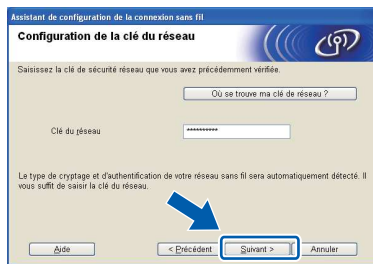 Assistant de configuration de la connexion sans fil
Configuration de la clé du réseau
Saisissez la clé de sécurité réseau que vous avez précédemment vérifiée.
Où se trouve ma clé de réseau ?
Clé du réseau
**********
Le type de cryptage et d'authentification de votre réseau sans fil sera automatiquement détecté. Il
vous suffit de saisir la clé du réseau.
Aide
< Précédent
Suivant >
Annuler